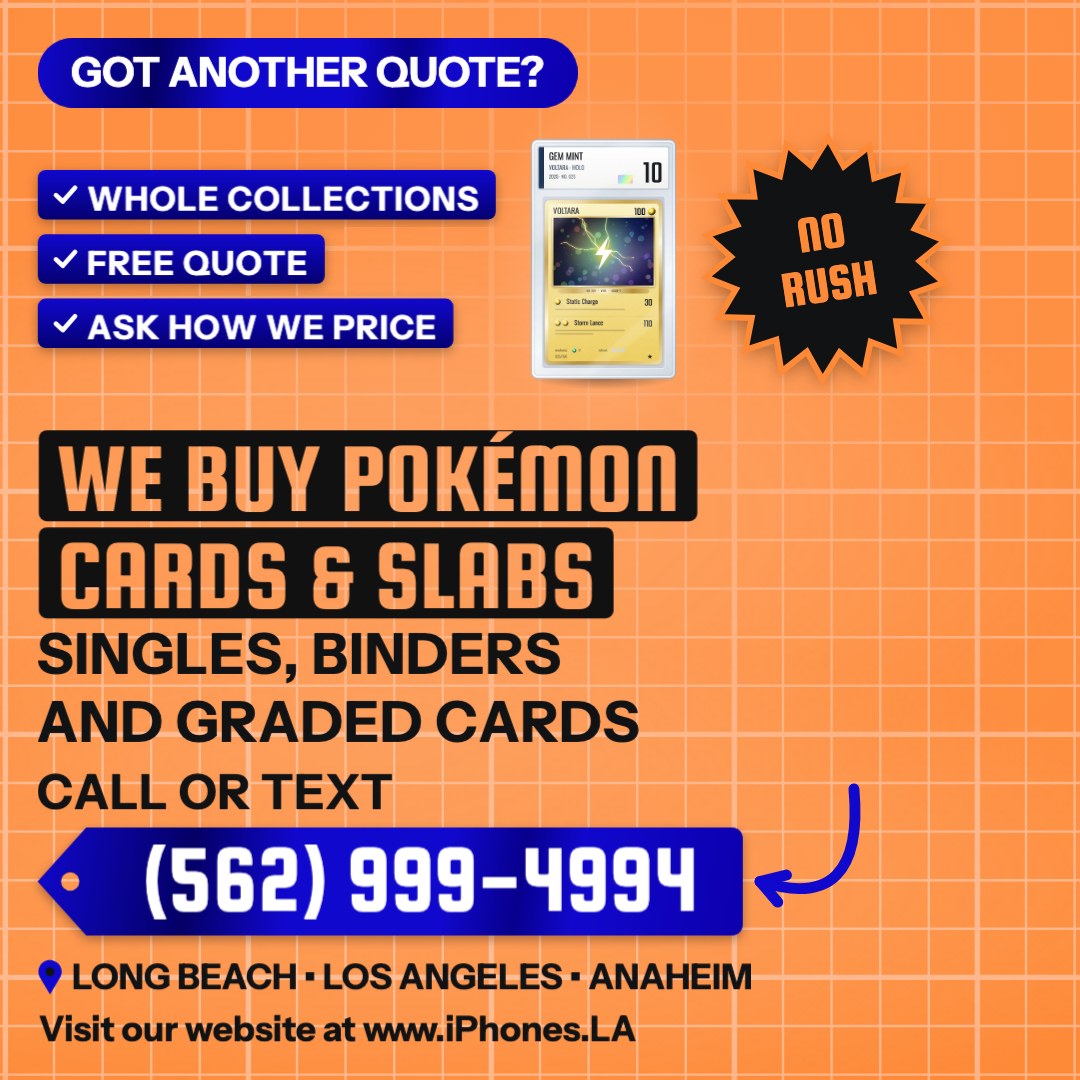 GOT ANOTHER QUOTE?
WHOLE COLLECTIONS
FREE QUOTE
ASK HOW WE PRICE
GEM MINT
VOLTARA · HOLO
10
VOLTARA
100
Static Charge
30
110
NO
RUSH
WE BUY POKÉMON
CARDS & SLABS
SINGLES, BINDERS
AND GRADED CARDS
CALL OR TEXT
(562) 999-4994
LONG BEACH ▪ LOS ANGELES ▪ ANAHEIM
Visit our website at www.iPhones.LA